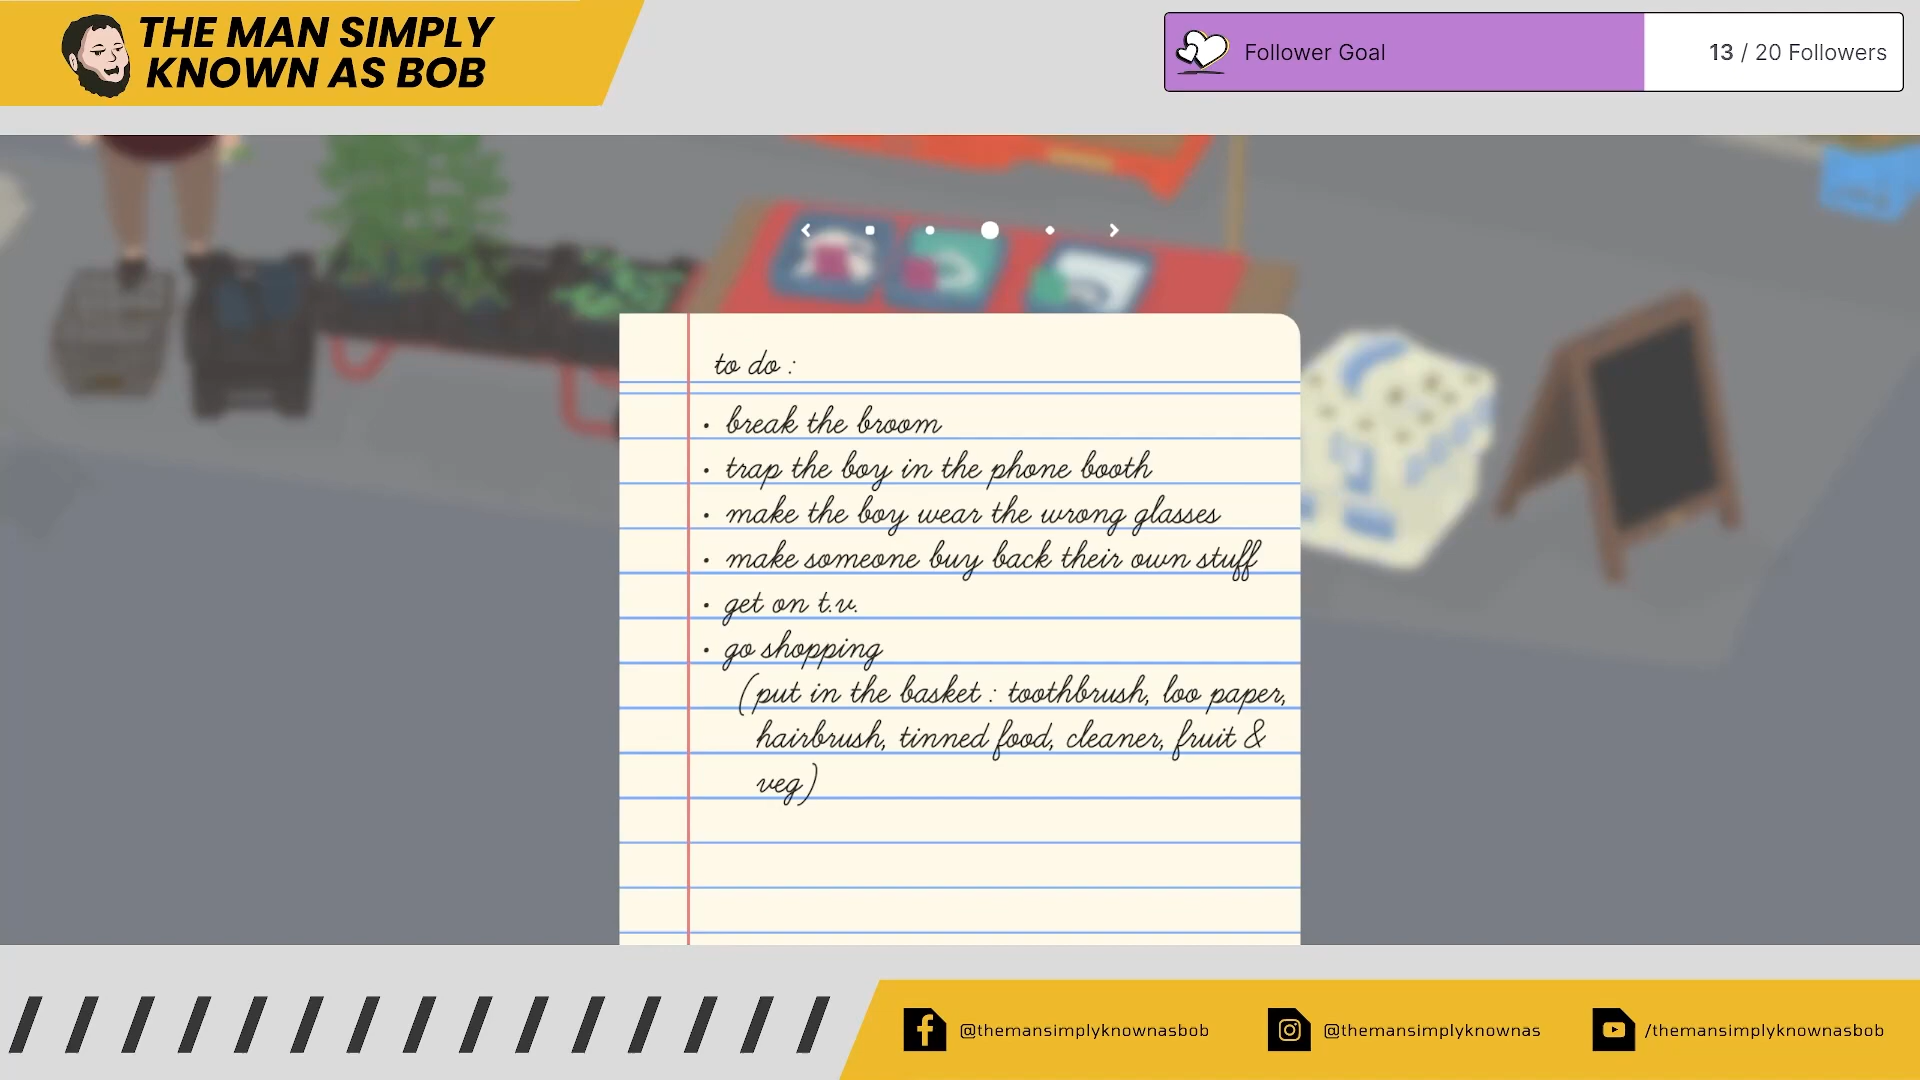 THE MAN SIMPLY
KNOWN AS BOB
Follower Goal
13 / 20 Followers
to do :
• break the broom
• trap the boy in the phone booth
• make the boy wear the wrong glasses
• make someone buy back their own stuff
• get on t.v.
• go shopping
(put in the basket : toothbrush, loo paper,
hairbrush, tinned food, cleaner, fruit &
veg)
@themansimplyknownasbob
@themansimplyknownas
/themansimplyknownasbob